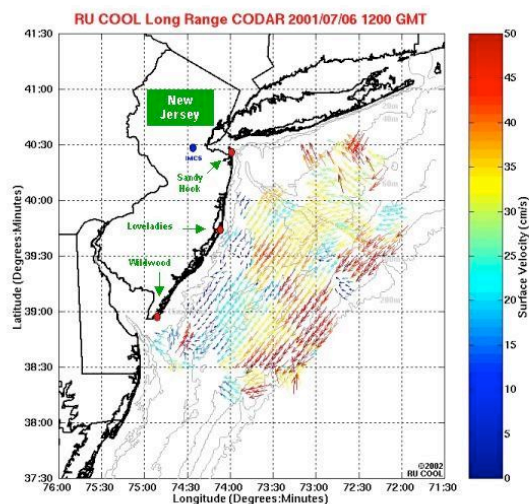 RU COOL Long Range CODAR 2001/07/06 1200 GMT
41:30
41:00
40:30
40:00
39:30
39:00
38:30
38:00
37:30
Latitude (Degrees:Minutes)
New
Jersey
IMCS
Sandy
Hook
Loveladies
Wildwood
©2002
RU COOL
76:00
75:30
75:00
74:30
74:00
73:30
73:00
72:30
72:00
71:30
Longitude (Degrees:Minutes)
50
45
40
35
30
25
20
15
10
5
0
Surface Velocity (cm/s)